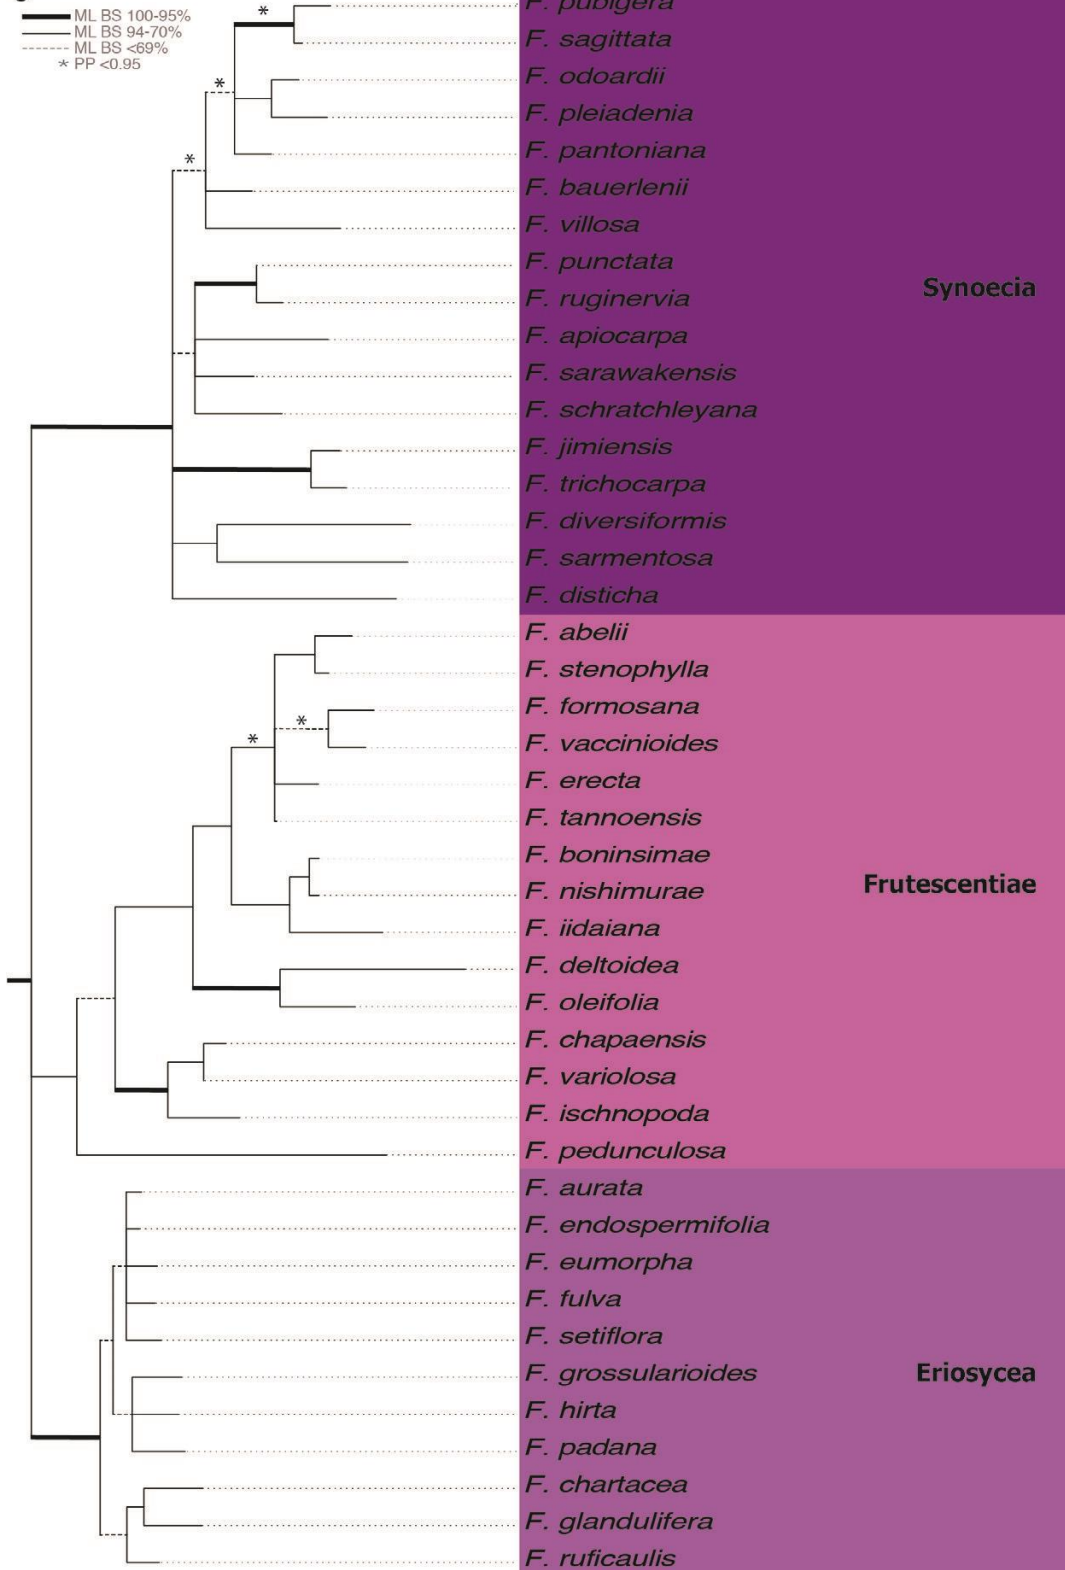 ML BS 100-95%
ML BS 94-70%
ML BS <69%
* PP <0.95
*
F. pubigera
F. sagittata
*
F. odoardii
F. pleiadenia
*
F. pantoniana
F. bauerlenii
F. villosa
F. punctata
Synoecia
F. ruginervia
F. apiocarpa
F. sarawakensis
F. schratchleyana
F. jimiensis
F. trichocarpa
F. diversiformis
F. sarmentosa
F. disticha
F. abelii
F. stenophylla
F. formosana
*
*
F. vaccinioides
F. erecta
F. tannoensis
F. boninsimae
Frutescentiae
F. nishimurae
F. iidaiana
F. deltoidea
F. oleifolia
F. chapaensis
F. variolosa
F. ischnopoda
F. pedunculosa
F. aurata
F. endospermifolia
F. eumorpha
F. fulva
F. setiflora
F. grossularioides
Eriosycea
F. hirta
F. padana
F. chartacea
F. glandulifera
F. ruficaulis